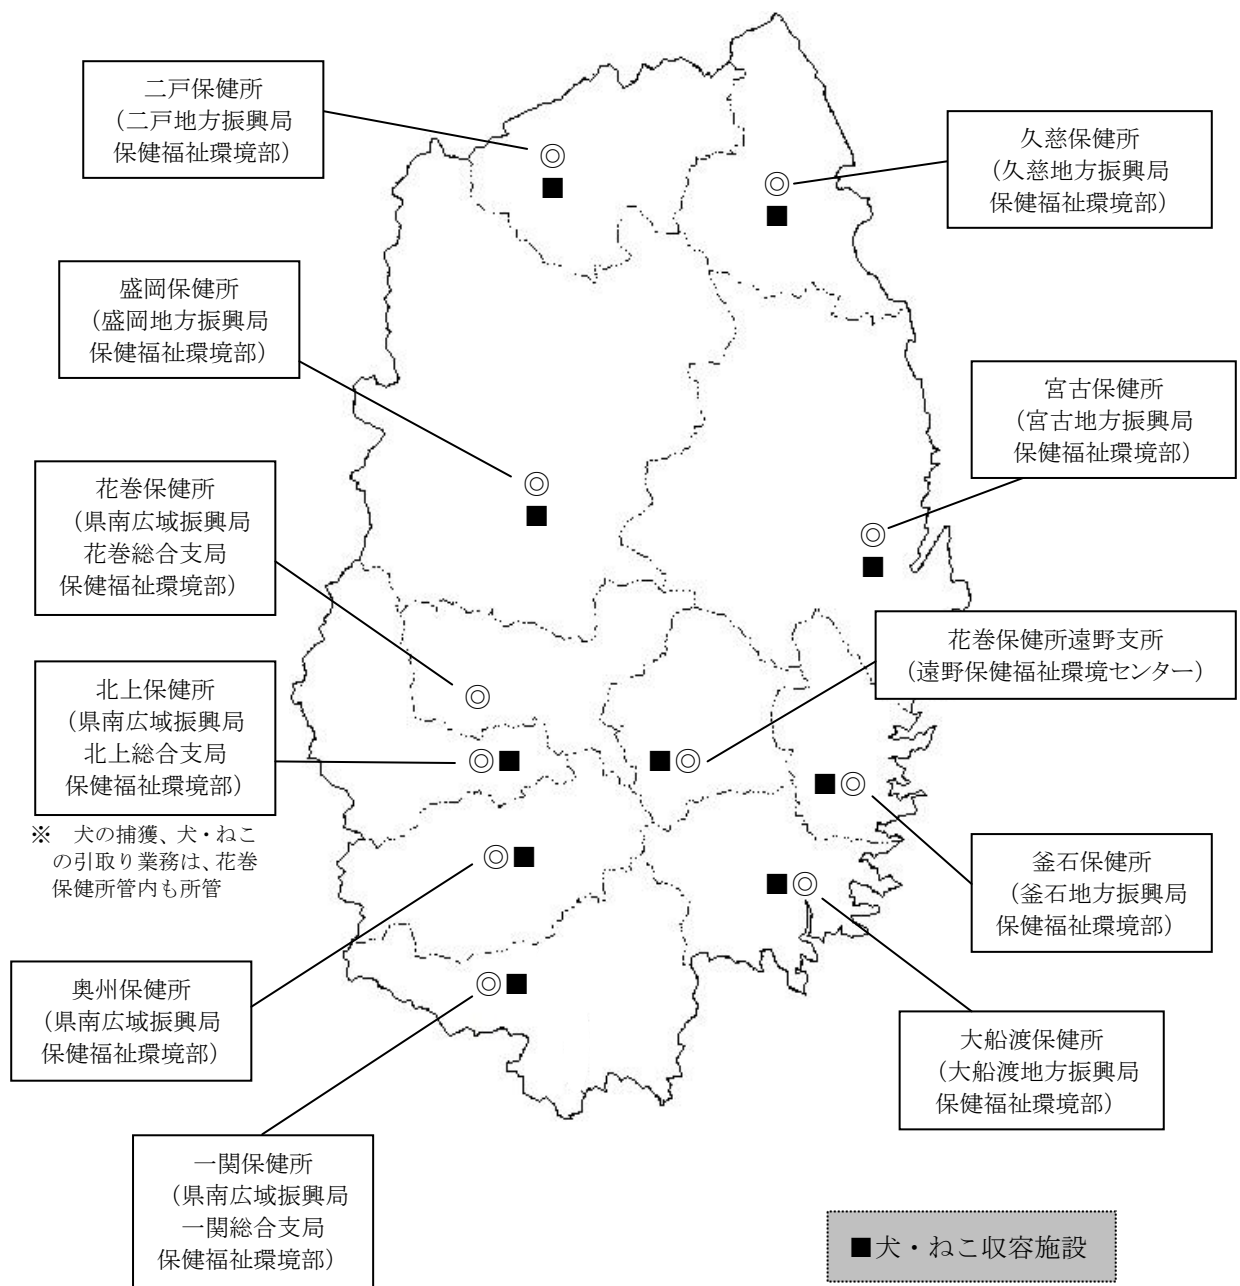 二戸保健所
（二戸地方振興局
保健福祉環境部）
久慈保健所
（久慈地方振興局
保健福祉環境部）
盛岡保健所
（盛岡地方振興局
保健福祉環境部）
宮古保健所
（宮古地方振興局
保健福祉環境部）
花巻保健所
（県南広域振興局
花巻総合支局
保健福祉環境部）
花巻保健所遠野支所
（遠野保健福祉環境センター）
北上保健所
（県南広域振興局
北上総合支局
保健福祉環境部）
※　犬の捕獲、犬・ねこ
の引取り業務は、花巻
保健所管内も所管
釜石保健所
（釜石地方振興局
保健福祉環境部）
奥州保健所
（県南広域振興局
保健福祉環境部）
大船渡保健所
（大船渡地方振興局
保健福祉環境部）
一関保健所
（県南広域振興局
一関総合支局
保健福祉環境部）
■犬・ねこ収容施設